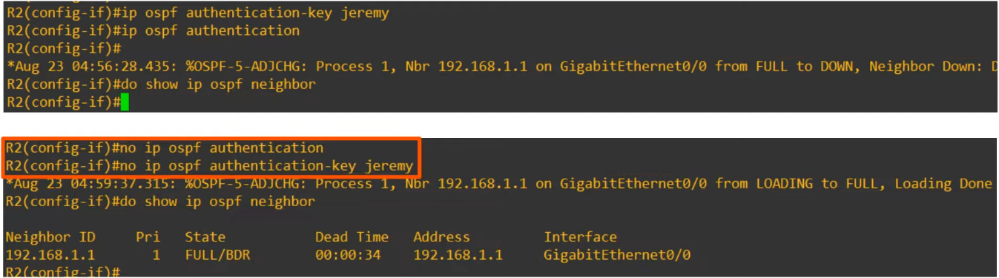 R2(config-if)#ip ospf authentication-key jeremy
R2(config-if)#ip ospf authentication
R2(config-if)#
*Aug 23 04:56:28.435: %OSPF-5-ADJCHG: Process 1, Nbr 192.168.1.1 on GigabitEthernet0/0 from FULL to DOWN, Neighbor Down: D
R2(config-if)#do show ip ospf neighbor
R2(config-if)#
R2(config-if)#no ip ospf authentication
R2(config-if)#no ip ospf authentication-key jeremy
*Aug 23 04:59:37.315: %OSPF-5-ADJCHG: Process 1, Nbr 192.168.1.1 on GigabitEthernet0/0 from LOADING to FULL, Loading Done
R2(config-if)#do show ip ospf neighbor
Neighbor ID Pri State Dead Time Address Interface
192.168.1.1 1 FULL/BDR 00:00:34 192.168.1.1 GigabitEthernet0/0
R2(config-if)#